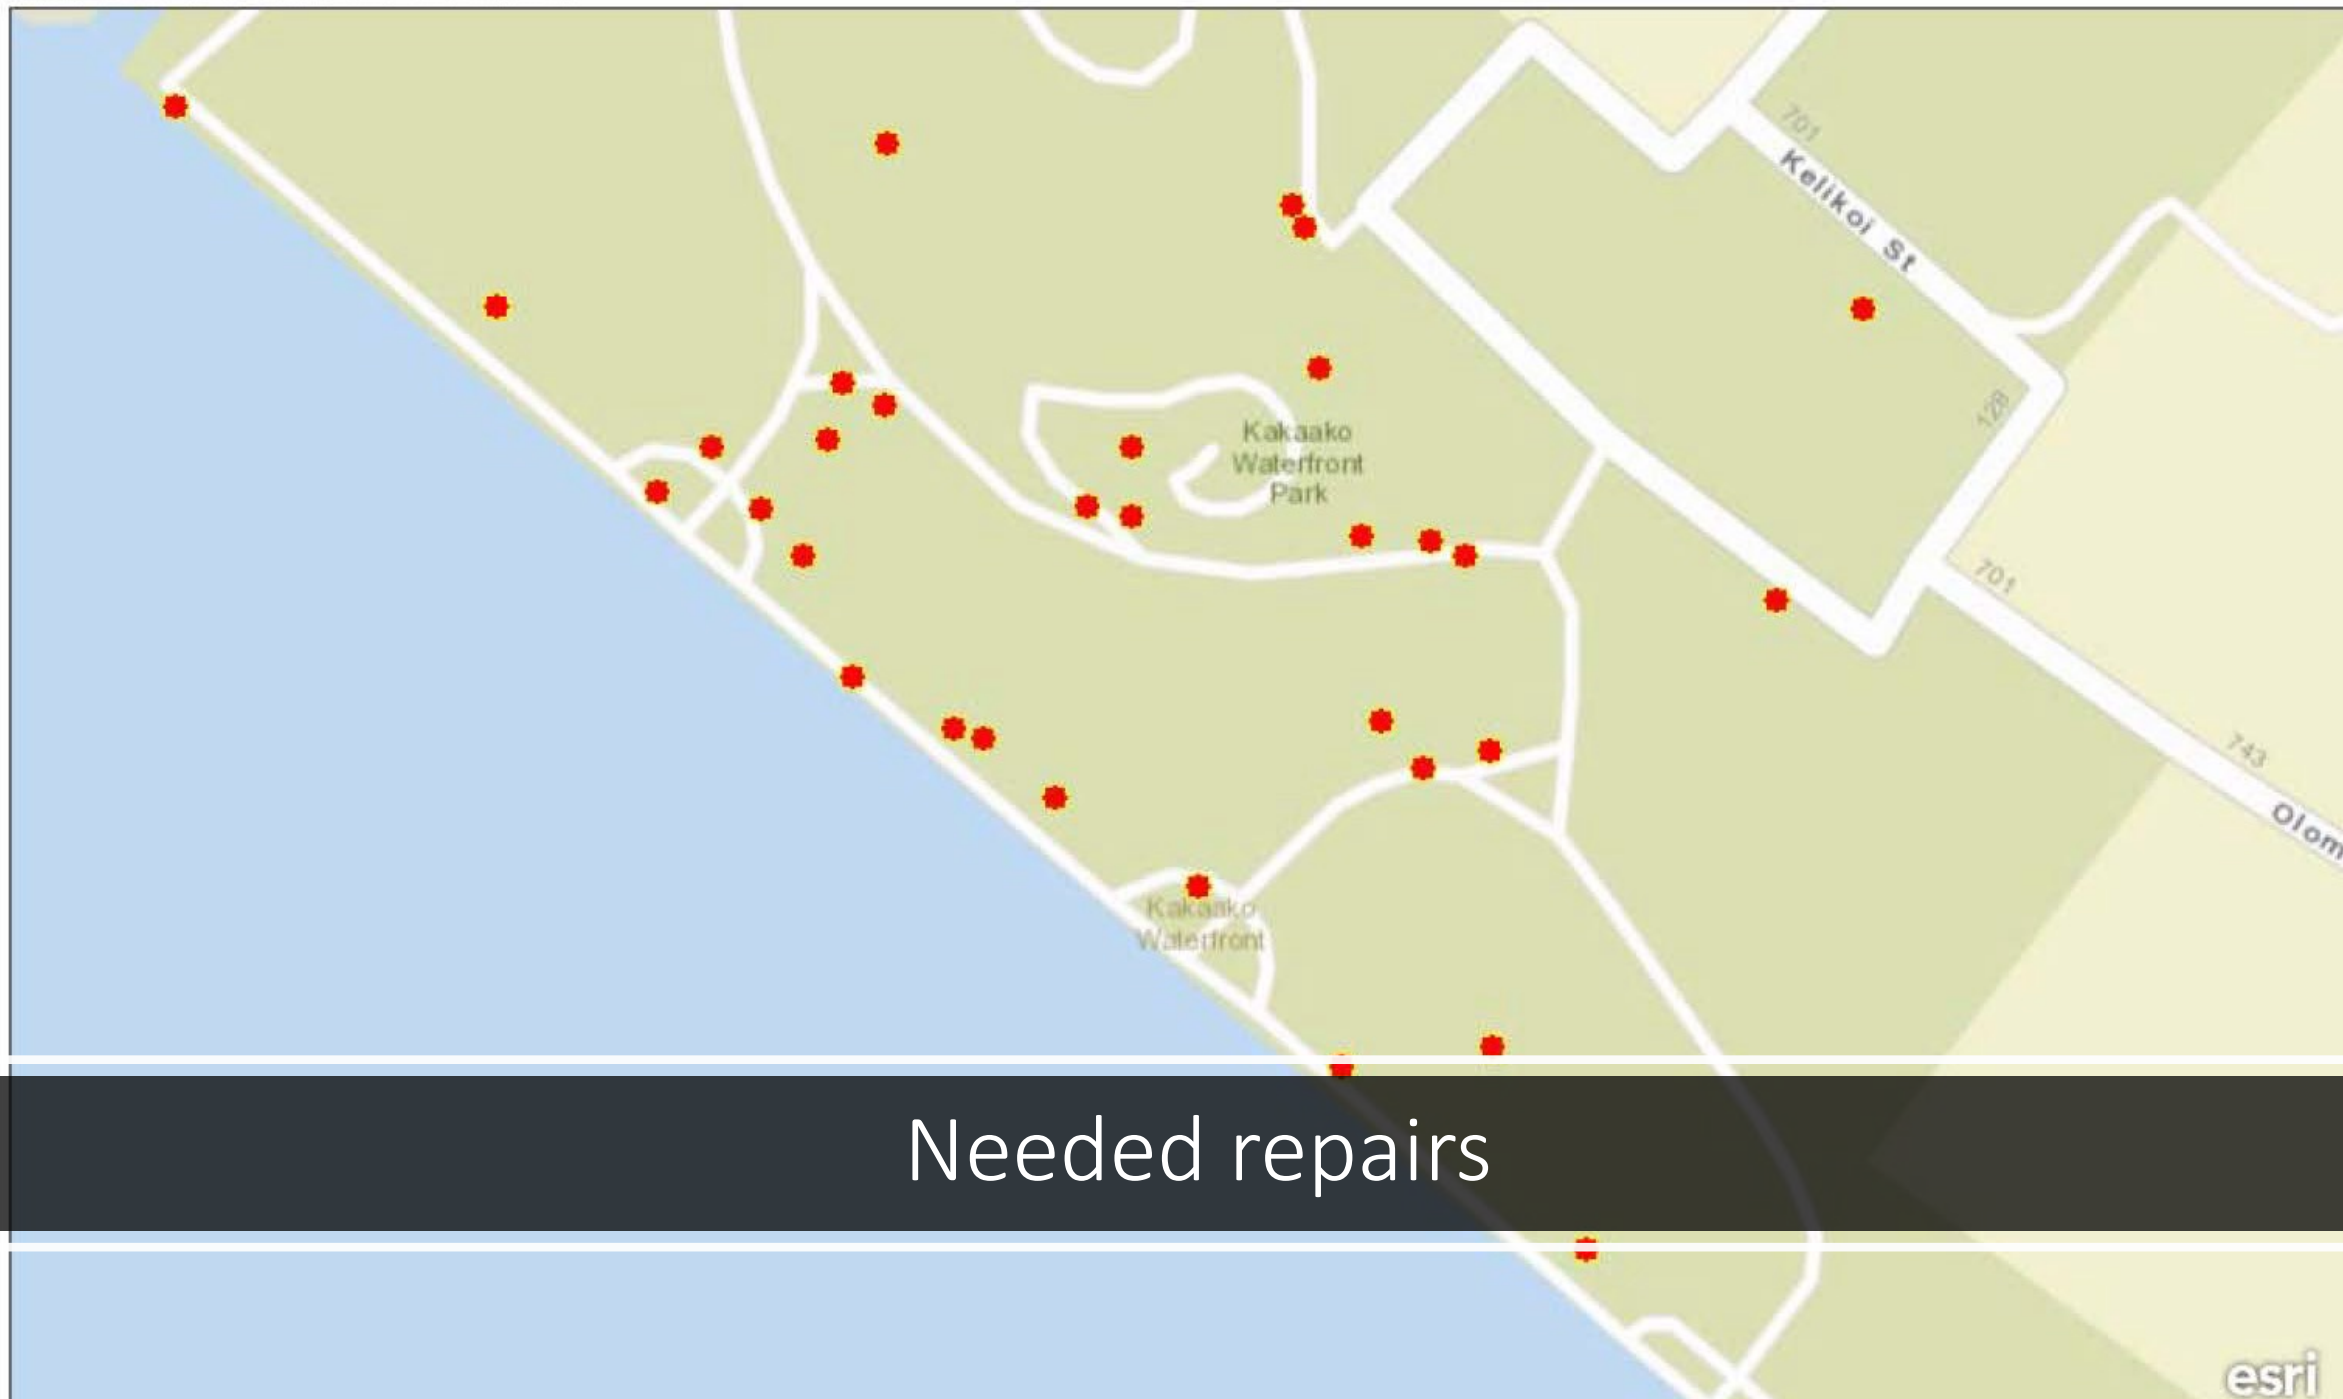 701
Kelikoi St
128
Kakaako
Waterfront
Park
701
743
Olom
Kakaako
Waterfront
Needed repairs
esri